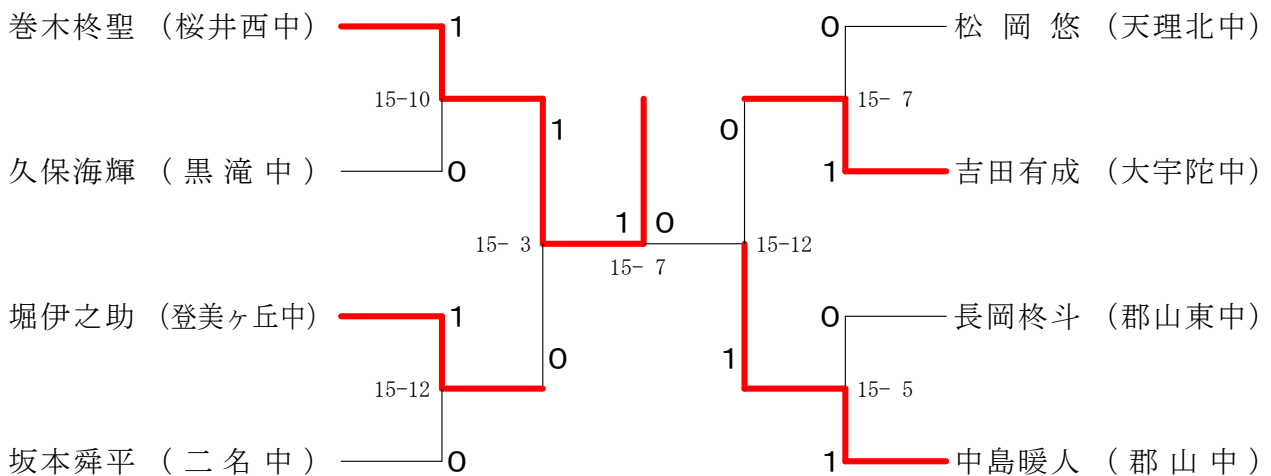 巻木柊聖 （桜井西中） 1 0 松 岡 悠 （天理北中）
15-10 1 0 15- 7
久保海輝 （ 黒 滝 中 ） 0 1 吉田有成 （大宇陀中）
15- 3 1 0 15-12
15- 7
堀伊之助 （登美ヶ丘中） 1 0 長岡柊斗 （郡山東中）
15-12 0 1 15- 5
坂本舜平 （ 二 名 中 ） 0 1 中島暖人 （ 郡 山 中 ）